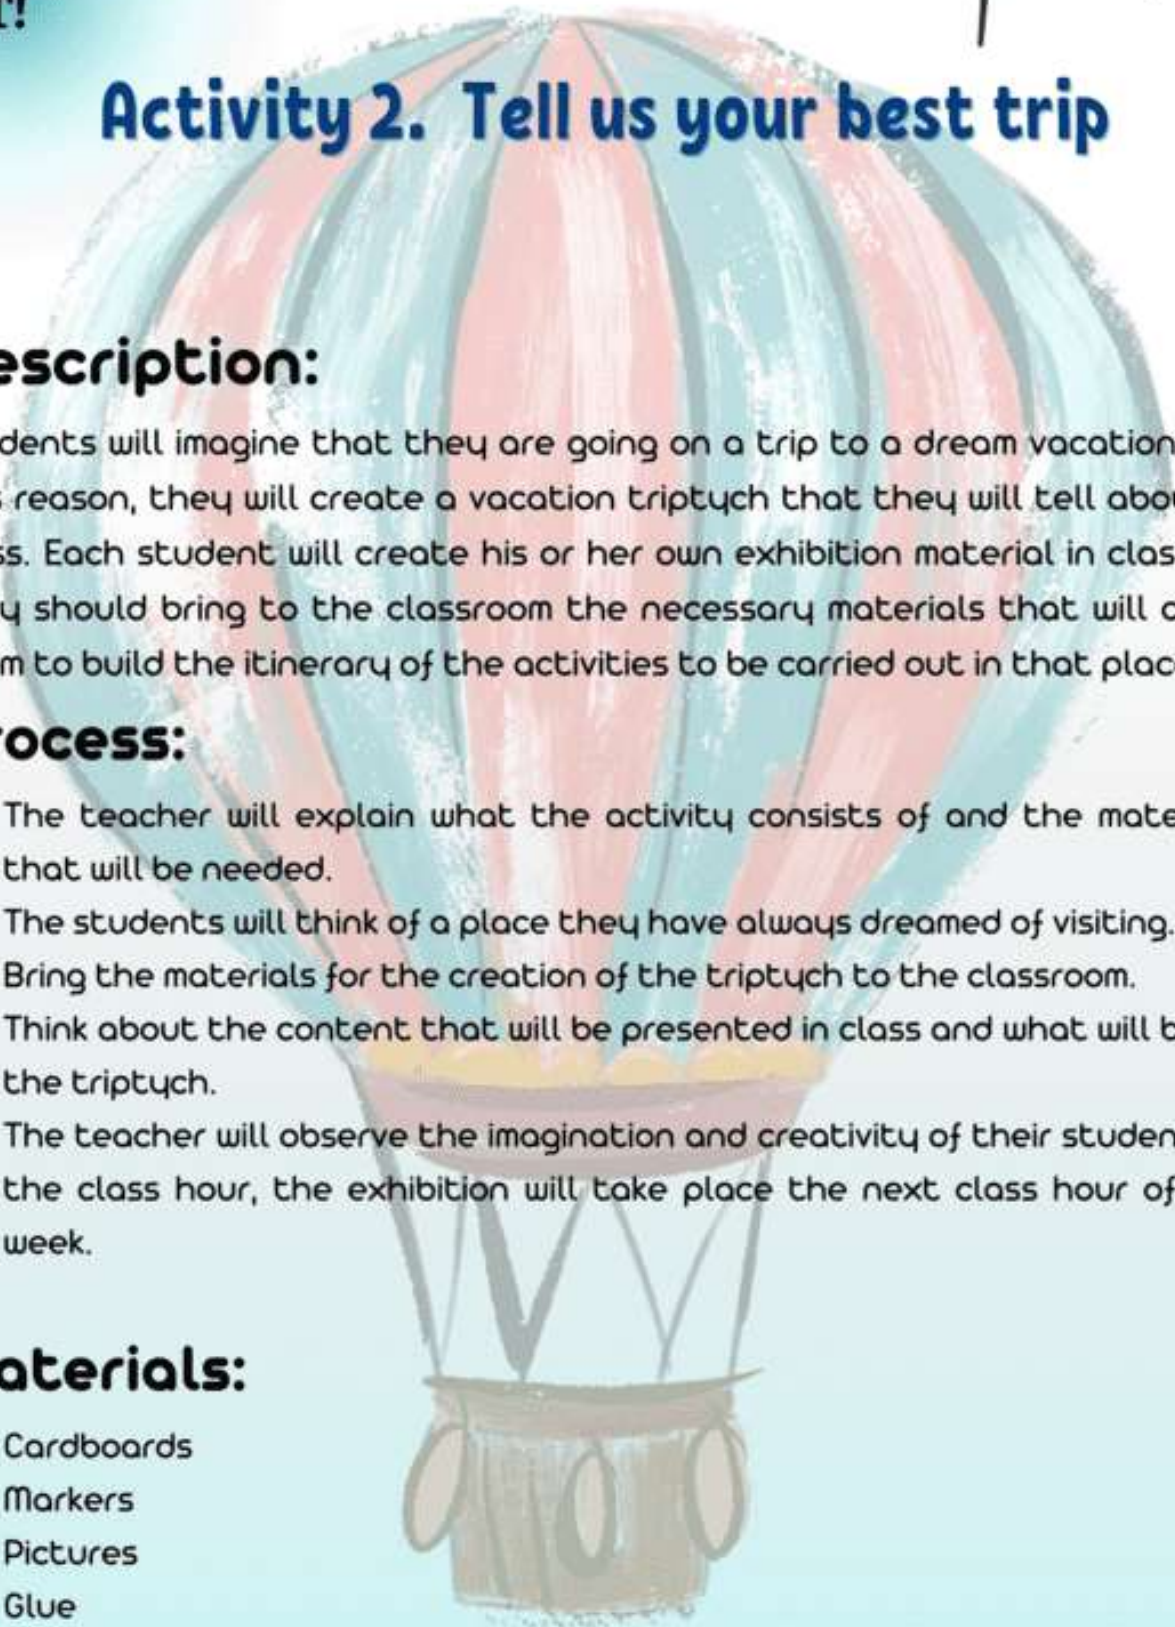 Activity 2. Tell us your best trip
escription:
dents will imagine that they are going on a trip to a dream vacation
reason, they will create a vacation triptych that they will tell
ss. Each student will create his or her own exhibition material in clas
y should bring to the classroom the necessary materials that will
m to build the itinerary of the activities to be carried out in that plac
rocess:
The teacher will explain what the activity consists of and the mate
that will be needed.
The students will think of a place they have always dreamed of visiting.
Bring the materials for the creation of the triptych to the classroom.
Think about the content that will be presented in class and what will b
the triptych.
The teacher will observe the imagination and creativity of their studen
the class hour, the exhibition will take place the next class hour of
week.
aterials:
Cardboards
Markers
Pictures
Glue